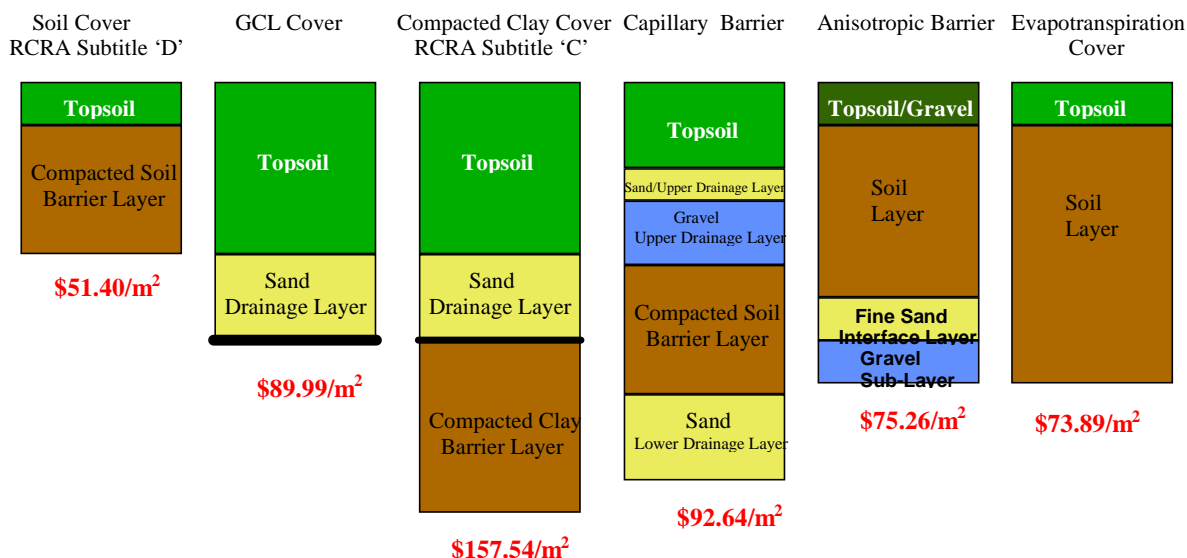 Soil Cover
RCRA Subtitle ‘D’
GCL Cover
Compacted Clay Cover
RCRA Subtitle ‘C’
Capillary Barrier
Anisotropic Barrier
Evapotranspiration
Cover
Topsoil
Compacted Soil
Barrier Layer
$51.40/m²
Topsoil
Sand
Drainage Layer
$89.99/m²
Topsoil
Sand
Drainage Layer
Compacted Clay
Barrier Layer
$157.54/m²
Topsoil
Sand/Upper Drainage Layer
Gravel
Upper Drainage Layer
Compacted Soil
Barrier Layer
Sand
Lower Drainage Layer
$92.64/m²
Topsoil/Gravel
Soil
Layer
Fine Sand
Interface Layer
Gravel
Sub-Layer
$75.26/m²
Topsoil
Soil
Layer
$73.89/m²